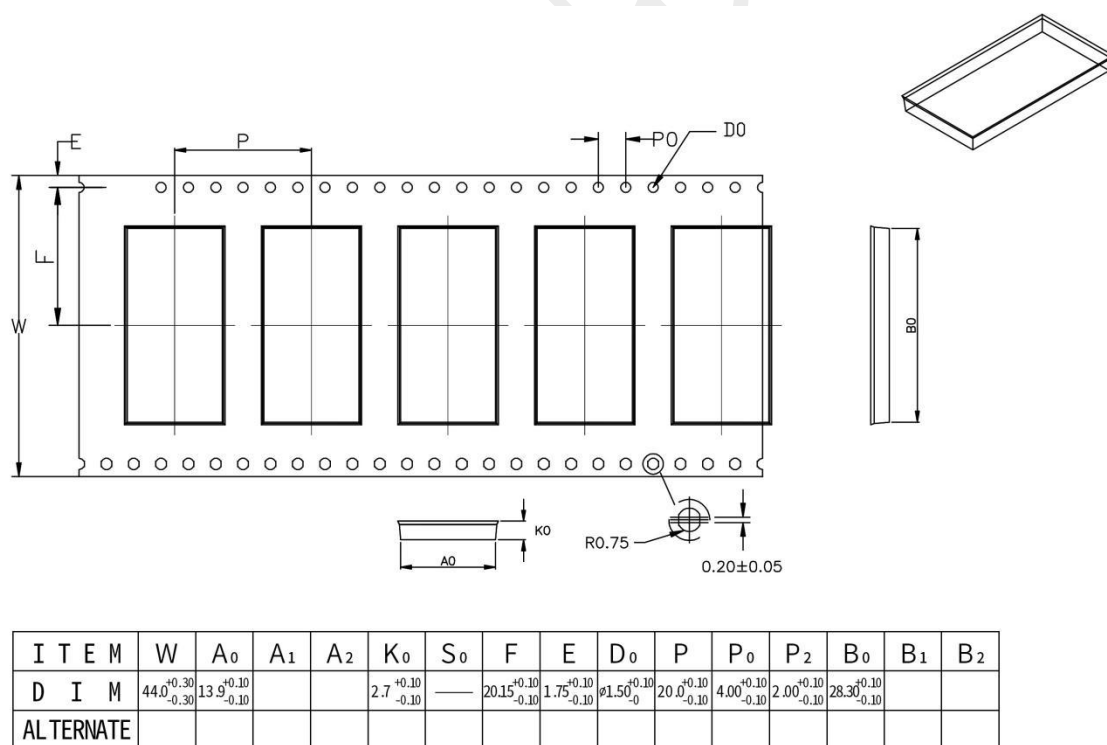 E
P
P0
D0
F
W
B0
K0
A0
R0.75
0.20±0.05
ITEM W A0 A1 A2 K0 S0 F E D0 P P0 P2 B0 B1 B2
DIM 44.0 +0.30 -0.30 13.9 +0.10 -0.10 2.7 +0.10 -0.10 —— 20.15 +0.10 -0.10 1.75 +0.10 -0.10 ø1.50 +0.10 -0 20.0 +0.10 -0.10 4.00 +0.10 -0.10 2.00 +0.10 -0.10 28.30 +0.10 -0.10
ALTERNATE